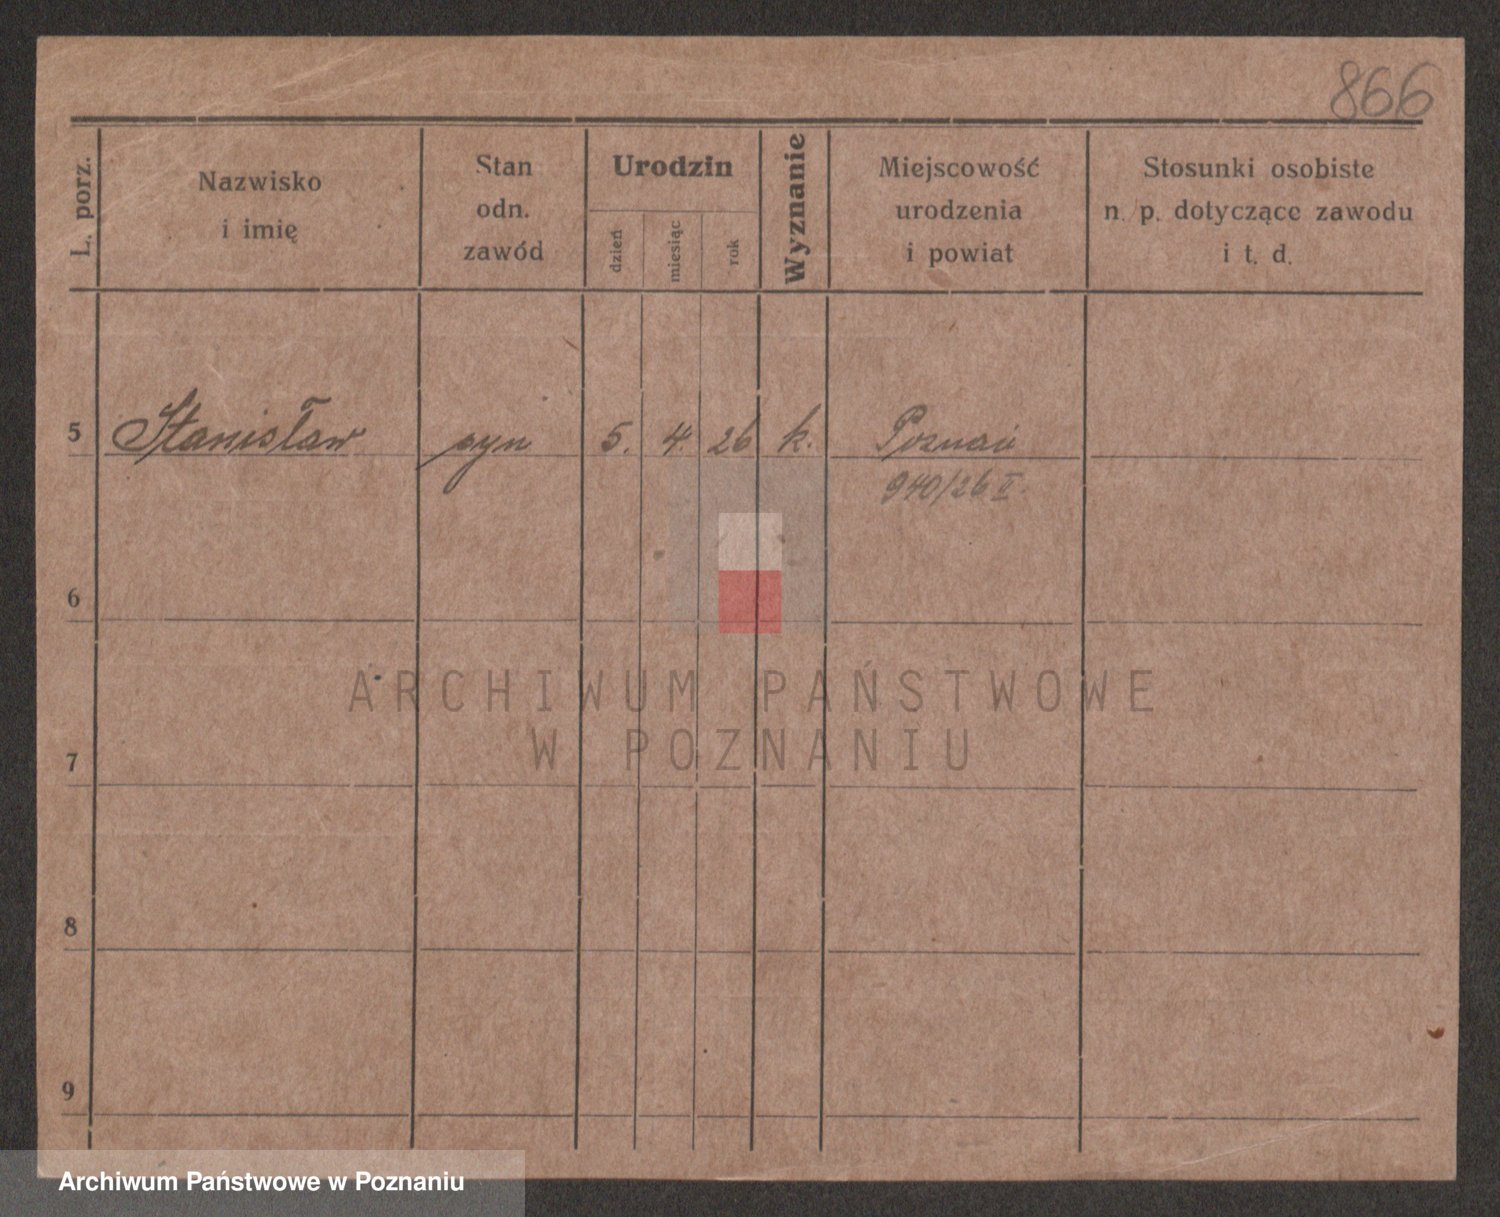 866
L. porz.
Nazwisko
i imię
Stan
odn.
zawód
Urodzin
dzień
miesiąc
rok
Wyznanie
Miejscowość
urodzenia
i powiat
Stosunki osobiste
n. p. dotyczące zawodu
i t. d.
5 Stanisław syn 5. 4. 26 k. Poznań
940/26 II.
6
ARCHIWUM PAŃSTWOWE
W POZNANIU
7
8
9
Archiwum Państwowe w Poznaniu